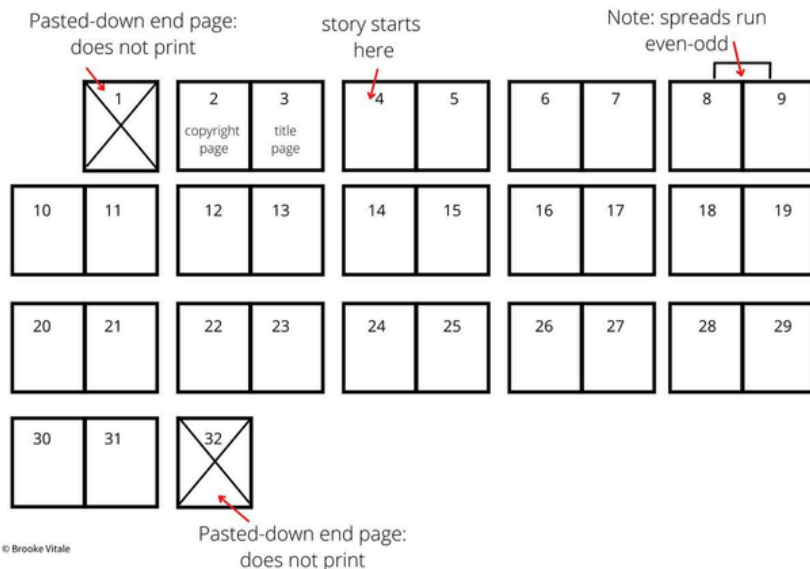 Pasted-down end page:
does not print
story starts
here
Note: spreads run
even-odd
1
2
copyright
page
3
title
page
4
5
6
7
8
9
10
11
12
13
14
15
16
17
18
19
20
21
22
23
24
25
26
27
28
29
30
31
32
Pasted-down end page:
does not print
© Brooke Vitale